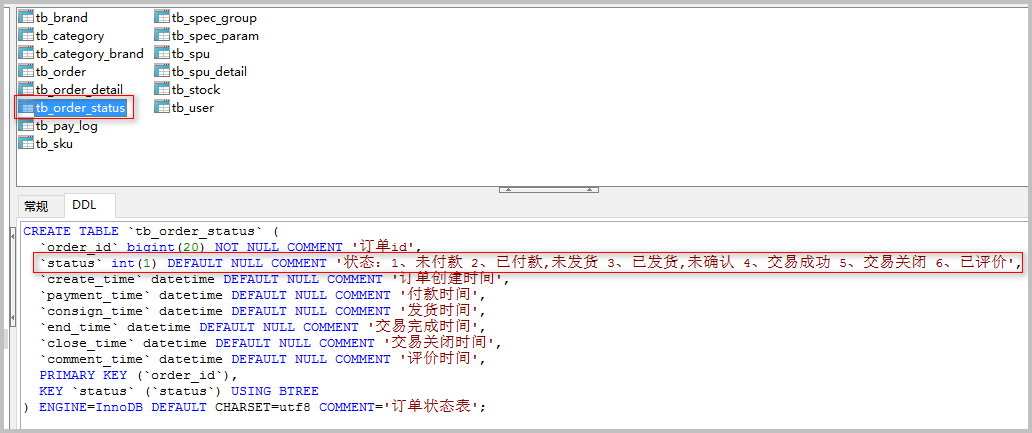 tb_brand
tb_category
tb_category_brand
tb_order
tb_order_detail
tb_order_status
tb_pay_log
tb_sku
tb_spec_group
tb_spec_param
tb_spu
tb_spu_detail
tb_stock
tb_user
常规 DDL
CREATE TABLE `tb_order_status` (
`order_id` bigint(20) NOT NULL COMMENT '订单id',
`status` int(1) DEFAULT NULL COMMENT '状态：1、未付款 2、已付款,未发货 3、已发货,未确认 4、交易成功 5、交易关闭 6、已评价',
`create_time` datetime DEFAULT NULL COMMENT '订单创建时间',
`payment_time` datetime DEFAULT NULL COMMENT '付款时间',
`consign_time` datetime DEFAULT NULL COMMENT '发货时间',
`end_time` datetime DEFAULT NULL COMMENT '交易完成时间',
`close_time` datetime DEFAULT NULL COMMENT '交易关闭时间',
`comment_time` datetime DEFAULT NULL COMMENT '评价时间',
PRIMARY KEY (`order_id`),
KEY `status` (`status`) USING BTREE
) ENGINE=InnoDB DEFAULT CHARSET=utf8 COMMENT='订单状态表';